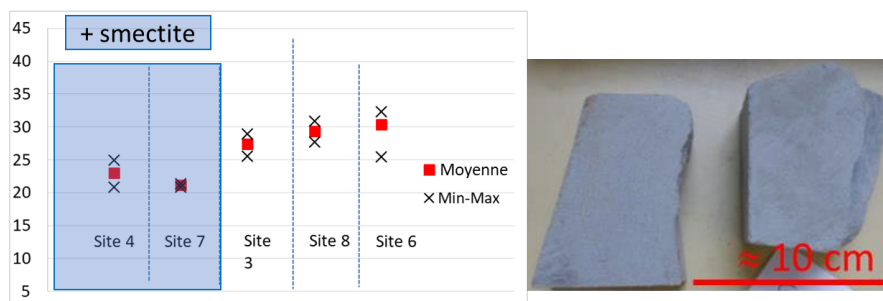 45
+ smectite
40
35
30
25
20
15
10
5
Moyenne
Min-Max
Site 4
Site 7
Site
3
Site 8
Site 6
≈ 10 cm